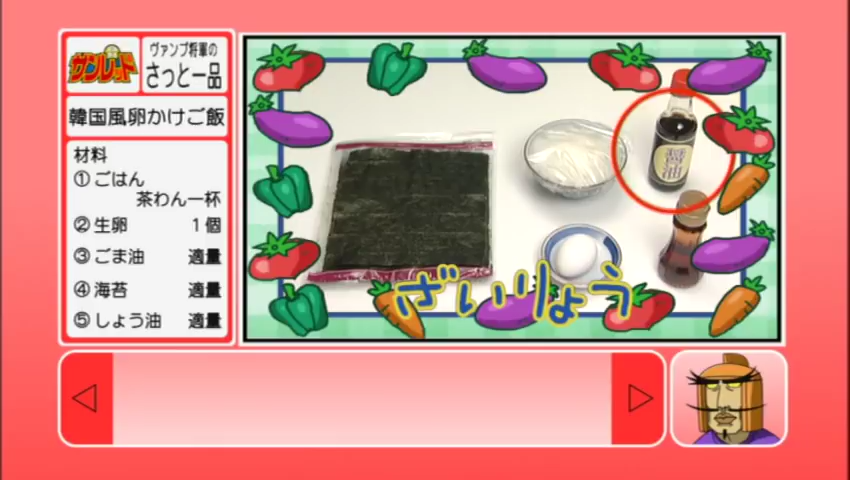 サンレッド
ヴァンプ将軍の
さっと一品
韓国風卵かけご飯
材料
①ごはん
茶わん一杯
②生卵 1個
③ごま油 適量
④海苔 適量
⑤しょう油 適量
醤油
ざいりょう